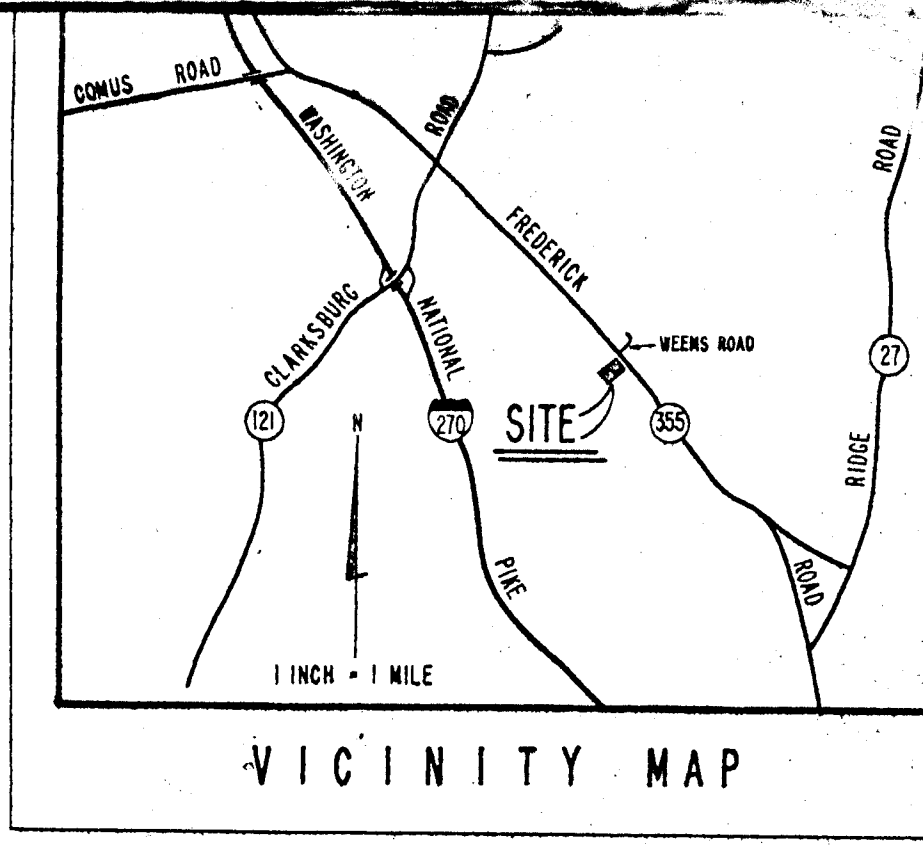 COMUS ROAD
WASHINGTON
ROAD
ROAD
FREDERICK
CLARKSBURG
NATIONAL
WEEMS ROAD
27
121
N
270
SITE
355
RIDGE
PIKE
ROAD
1 INCH = 1 MILE
VICINITY MAP